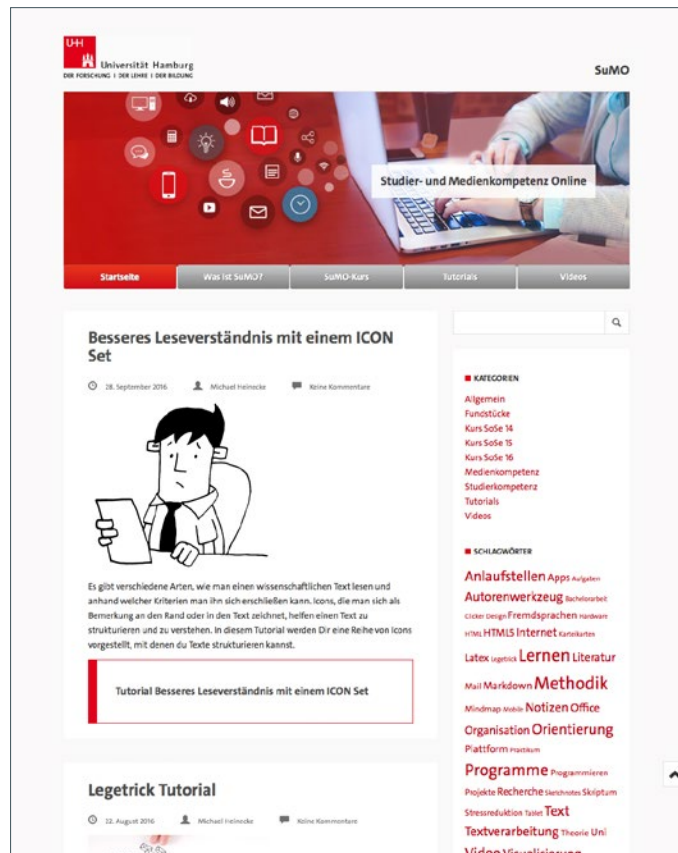 UHH
Universität Hamburg
DER FORSCHUNG | DER LEHRE | DER BILDUNG
SuMO
Studier- und Medienkompetenz Online
Startseite
Was ist SuMO?
SuMO-Kurs
Tutorials
Videos
Besseres Leseverständnis mit einem ICON
Set
28. September 2016 Michael Heinecke Keine Kommentare
Es gibt verschiedene Arten, wie man einen wissenschaftlichen Text lesen und
anhand welcher Kriterien man ihn sich erschließen kann. Icons, die man sich als
Bemerkung an den Rand oder in den Text zeichnet, helfen einen Text zu
strukturieren und zu verstehen. In diesem Tutorial werden Dir eine Reihe von Icons
vorgestellt, mit denen du Texte strukturieren kannst.
Tutorial Besseres Leseverständnis mit einem ICON Set
Legetrick Tutorial
22. August 2016 Michael Heinecke Keine Kommentare
KATEGORIEN
Allgemein
Fundstücke
Kurs SoSe 14
Kurs SoSe 15
Kurs SoSe 16
Medienkompetenz
Studierkompetenz
Tutorials
Videos
SCHLAGWÖRTER
Anlaufstellen Apps Aufgaben
Autorenwerkzeug Bachelorarbeit
Clicker Design Fremdsprachen Hardware
HTML HTML5 Internet Karteikarten
Latex Legetrick Lernen Literatur
Mail Markdown Methodik
Mindmap Mobile Notizen Office
Organisation Orientierung
Plattform Praktikum
Programme Programmieren
Projekte Recherche Sketchnotes Skriptum
Stressreduktion Tablet Text
Textverarbeitung Theorie Uni
Video Visualisierung